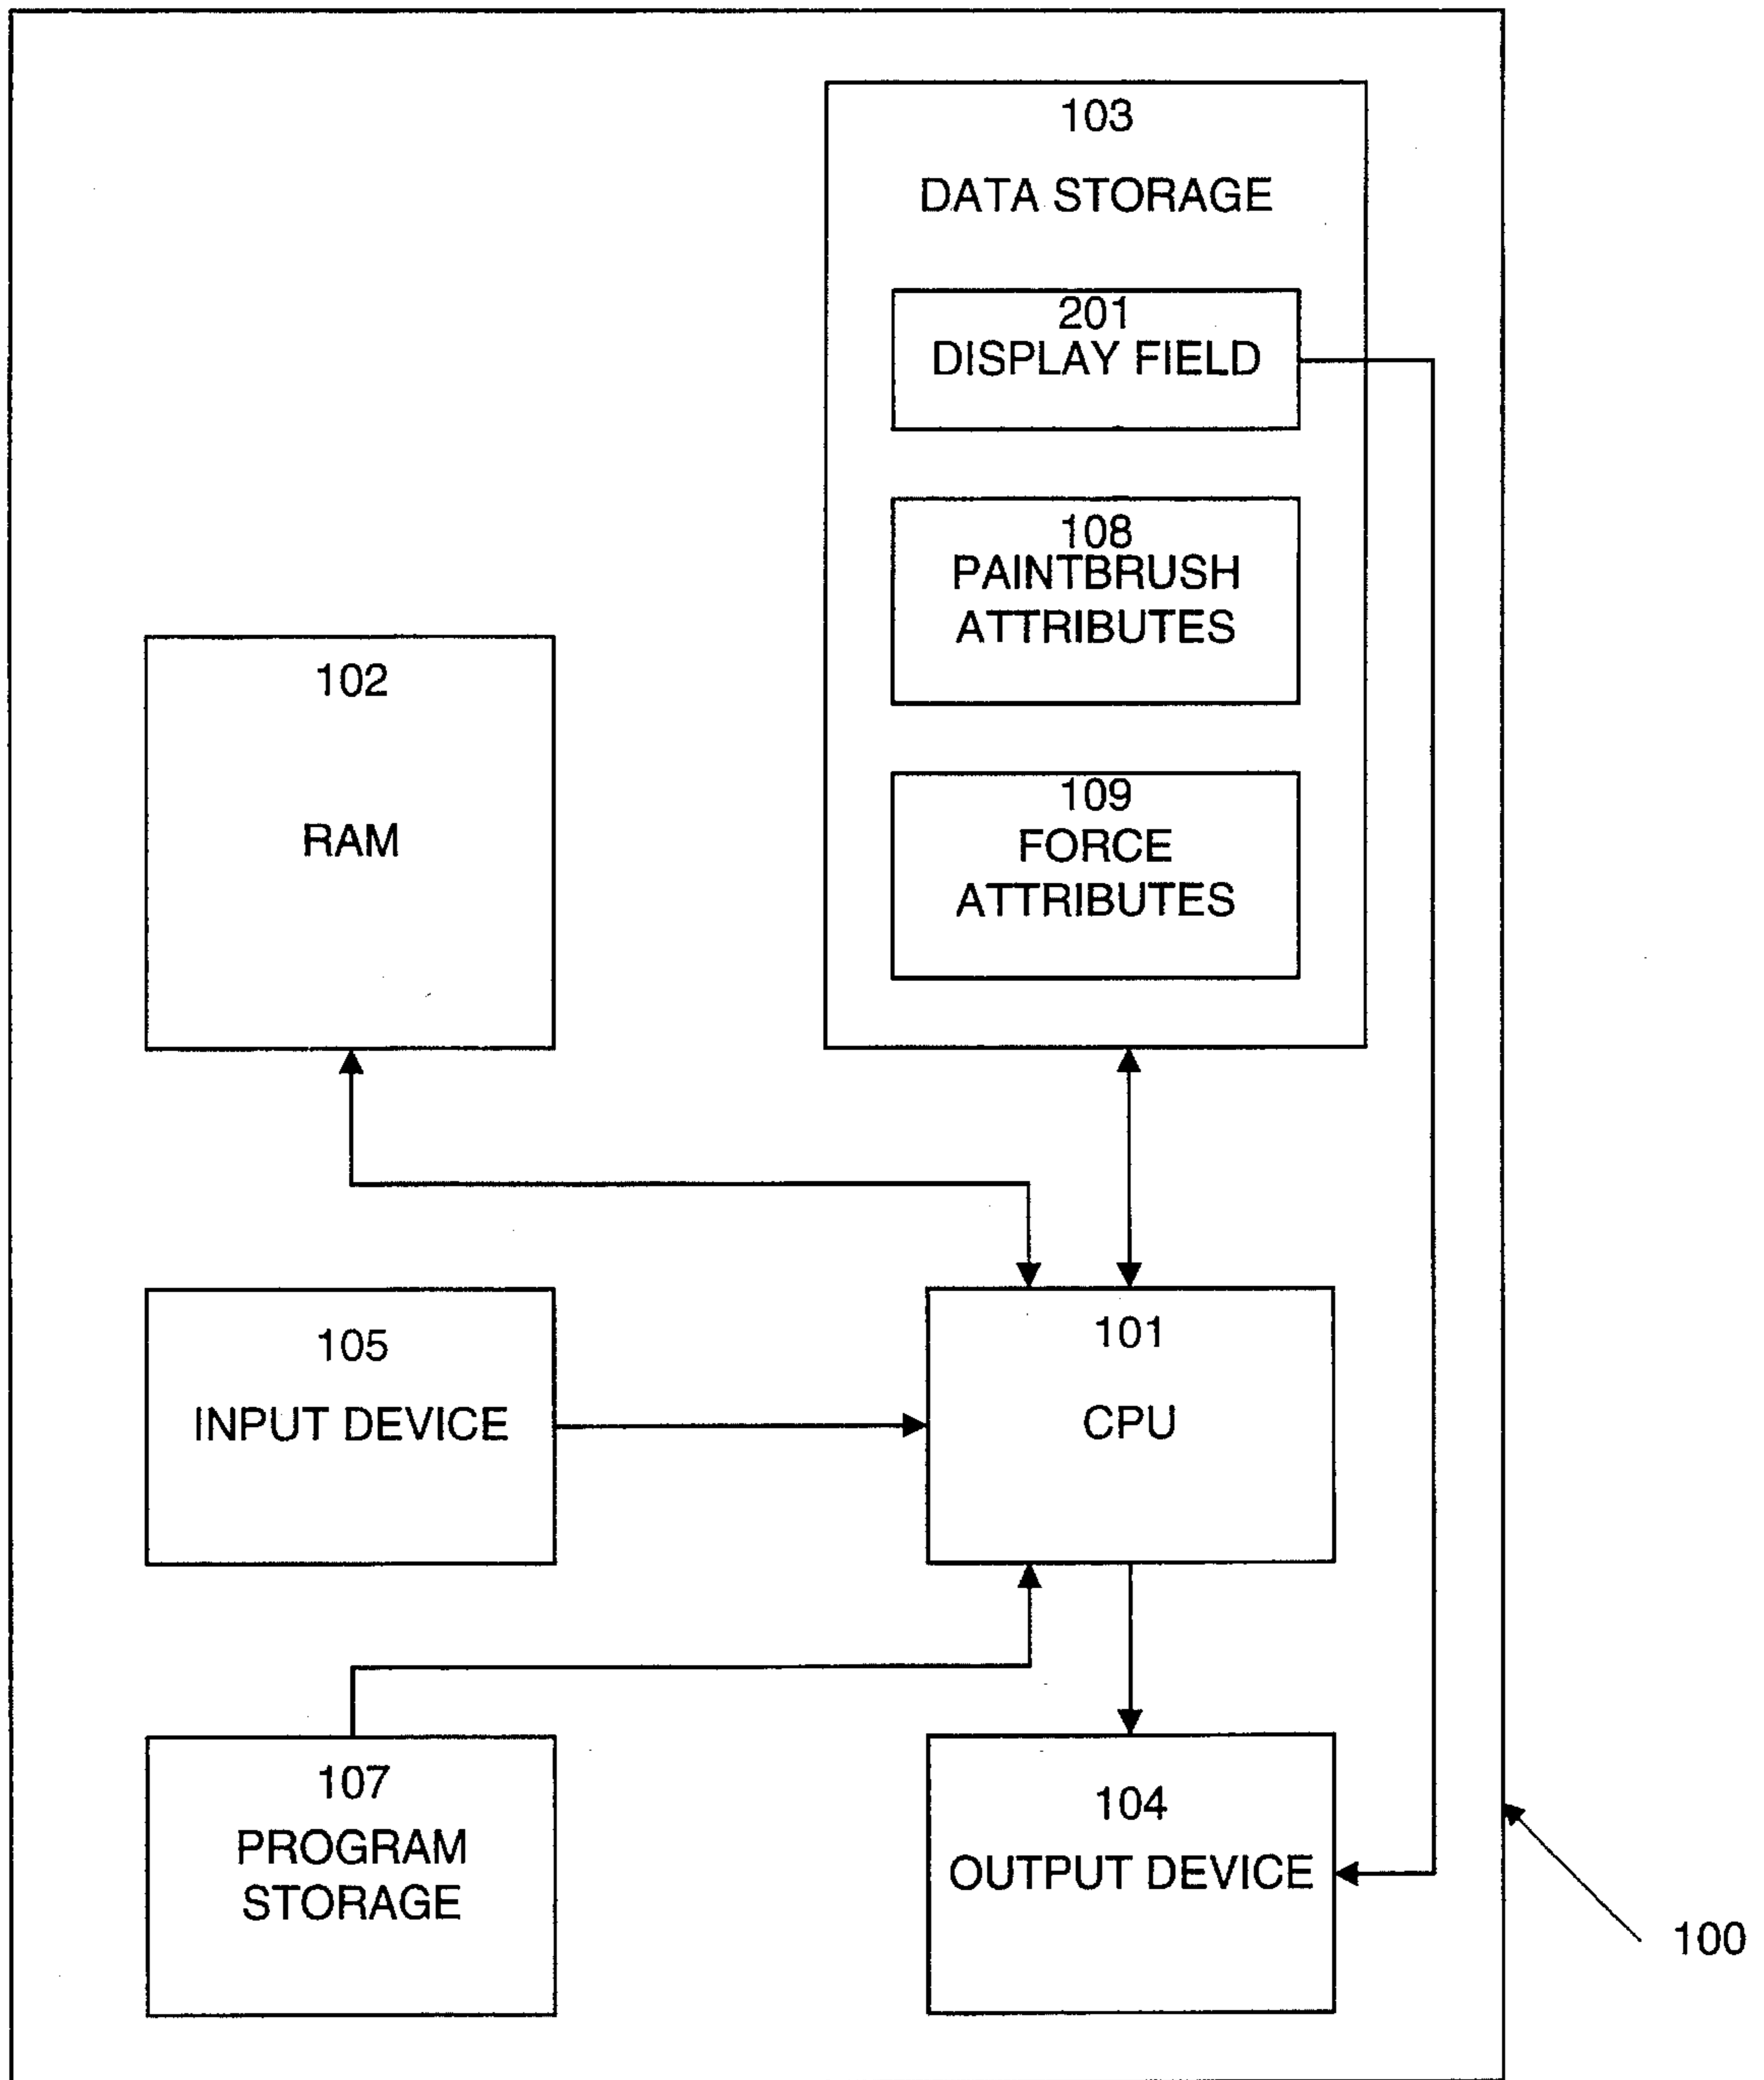 103
DATA STORAGE
201
DISPLAY FIELD
108
PAINTBRUSH
ATTRIBUTES
109
FORCE
ATTRIBUTES
102
RAM
105
INPUT DEVICE
101
CPU
107
PROGRAM
STORAGE
104
OUTPUT DEVICE
100